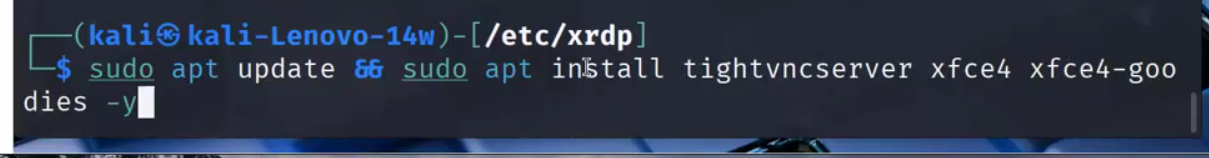 ┌──(kali㉿kali-Lenovo-14w)-[/etc/xrdp]
└─$ sudo apt update && sudo apt install tightvncserver xfce4 xfce4-goo
dies -y